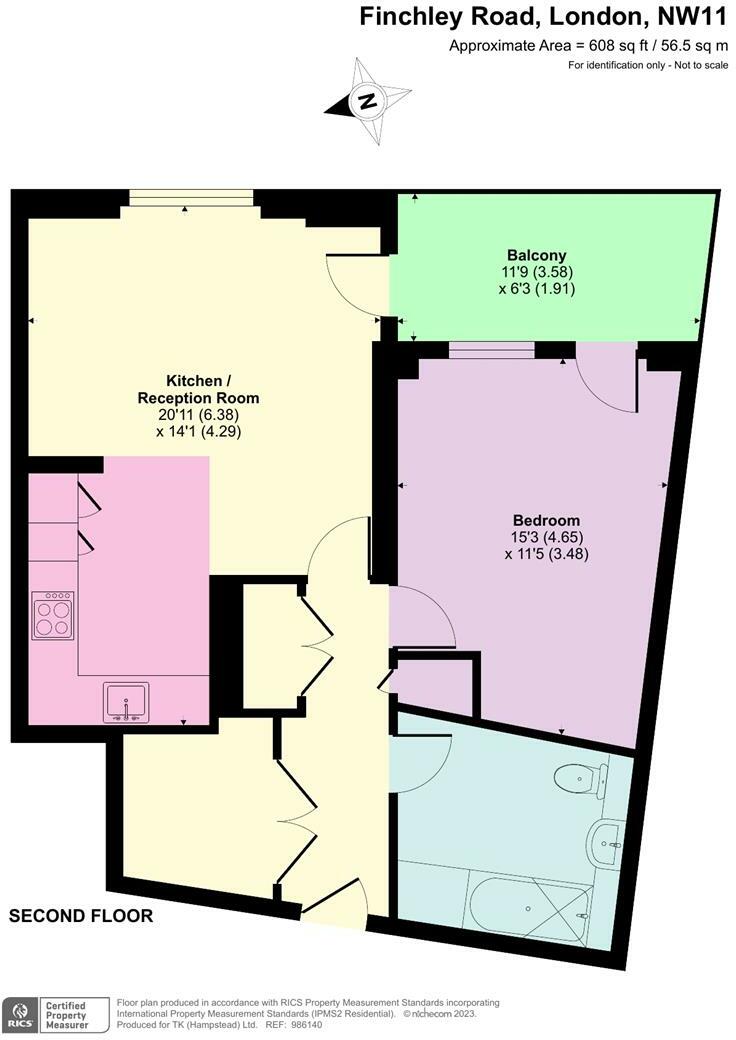 Finchley Road, London, NW11
Approximate Area = 608 sq ft / 56.5 sq m
For identification only - Not to scale
N
Balcony
11'9 (3.58)
x 6'3 (1.91)
Kitchen /
Reception Room
20'11 (6.38)
x 14'1 (4.29)
Bedroom
15'3 (4.65)
x 11'5 (3.48)
SECOND FLOOR
RICS
Certified
Property
Measurer
Floor plan produced in accordance with RICS Property Measurement Standards incorporating
International Property Measurement Standards (IPMS2 Residential). © nichecom 2023.
Produced for TK (Hampstead) Ltd. REF: 986140